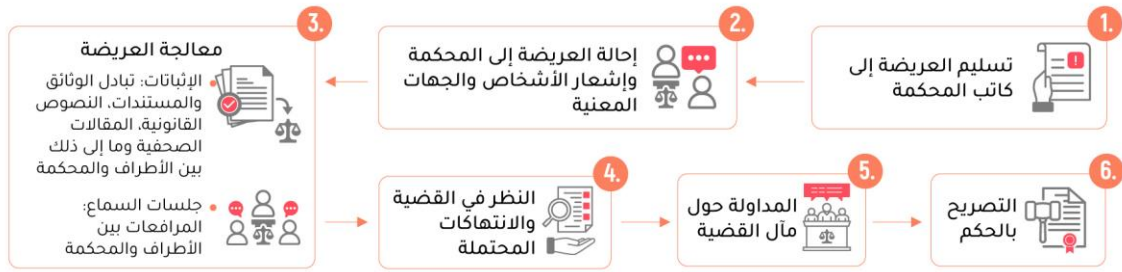 1.
تسليم العريضة إلى
كاتب المحكمة
2.
إحالة العريضة إلى المحكمة
وإشعار الأشخاص والجهات
المعنية
3.
معالجة العريضة
• الإثباتات: تبادل الوثائق
والمستندات، النصوص
القانونية، المقالات
الصحفية وما إلى ذلك
بين الأطراف والمحكمة
• جلسات السماع:
المرافعات بين
الأطراف والمحكمة
4.
النظر في القضية
والانتهاكات
المحتملة
5.
المداولة حول
مآل القضية
6.
التصريح
بالحكم